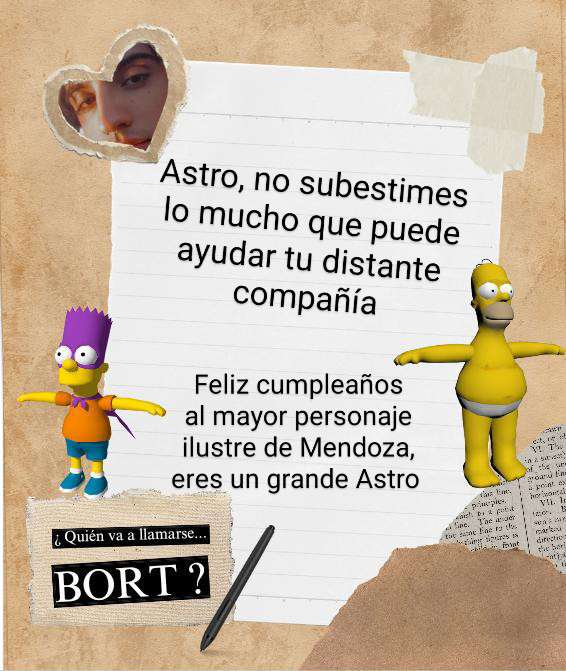 Astro, no subestimes
lo mucho que puede
ayudar tu distante
compañía
Feliz cumpleaños
al mayor personaje
ilustre de Mendoza,
eres un grande Astro
¿ Quién va a llamarse...
BORT ?